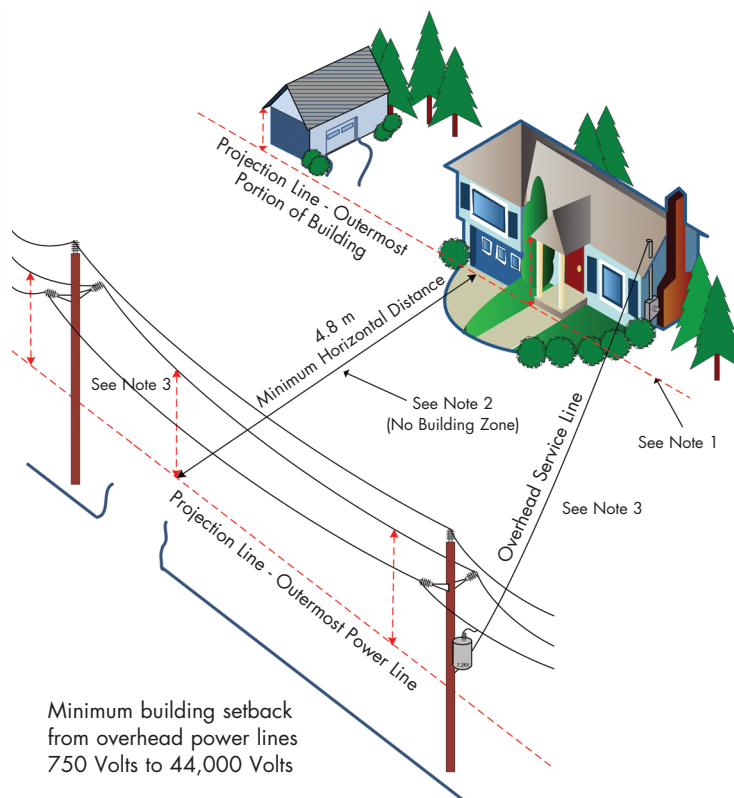 Projection Line - Outermost
Portion of Building
4.8 m
Minimum Horizontal Distance
See Note 3
See Note 2
(No Building Zone)
See Note 1
Overhead Service Line
See Note 3
Projection Line - Outermost Power Line
7.2KV
Minimum building setback
from overhead power lines
750 Volts to 44,000 Volts